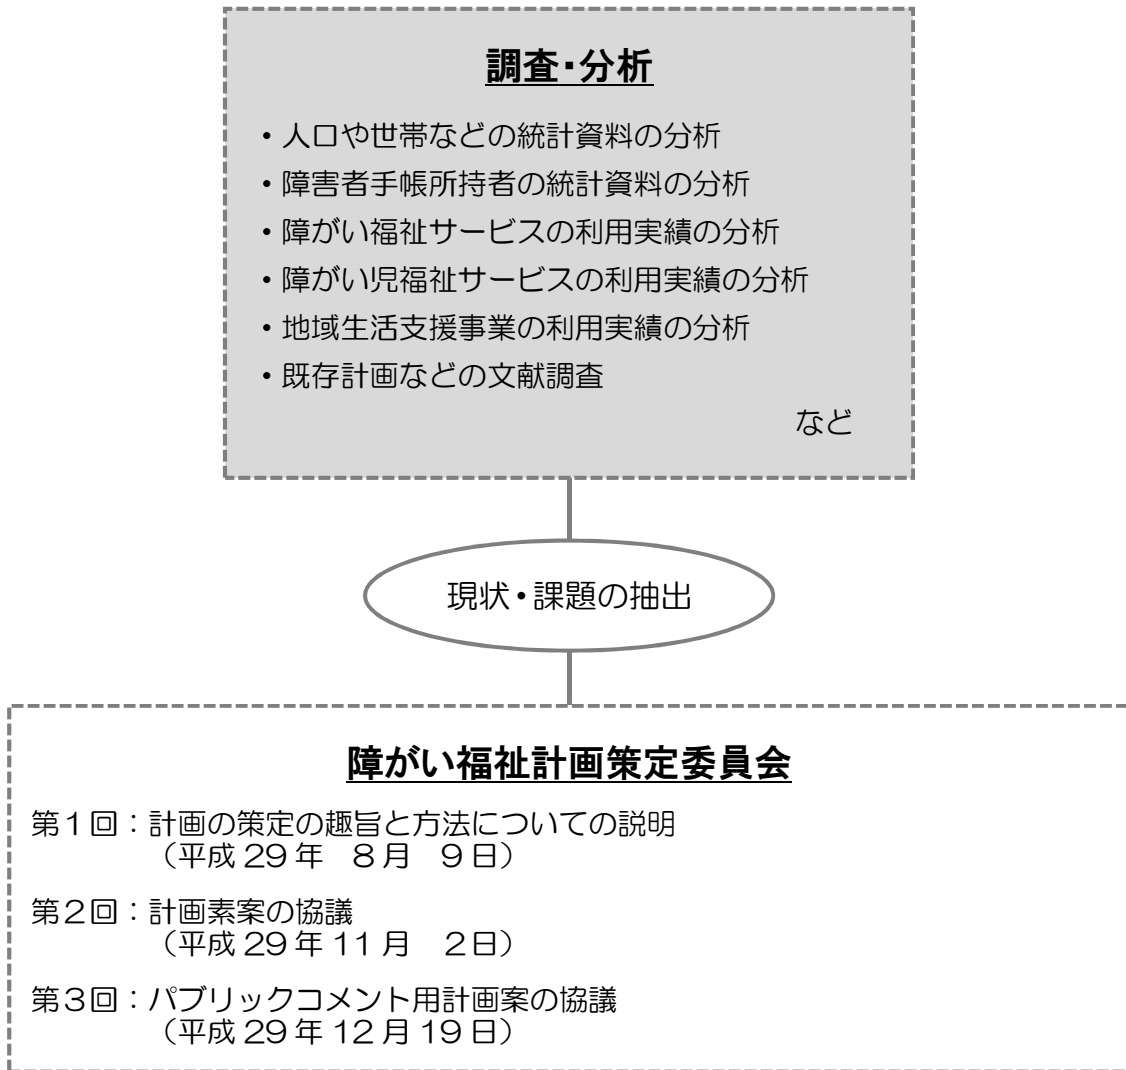 調査・分析
・人口や世帯などの統計資料の分析
・障害者手帳所持者の統計資料の分析
・障がい福祉サービスの利用実績の分析
・障がい児福祉サービスの利用実績の分析
・地域生活支援事業の利用実績の分析
・既存計画などの文献調査
など
現状・課題の抽出
障がい福祉計画策定委員会
第1回：計画の策定の趣旨と方法についての説明
（平成 29 年　8 月　9 日）
第2回：計画素案の協議
（平成 29 年 11 月　2 日）
第3回：パブリックコメント用計画案の協議
（平成 29 年 12 月 19 日）